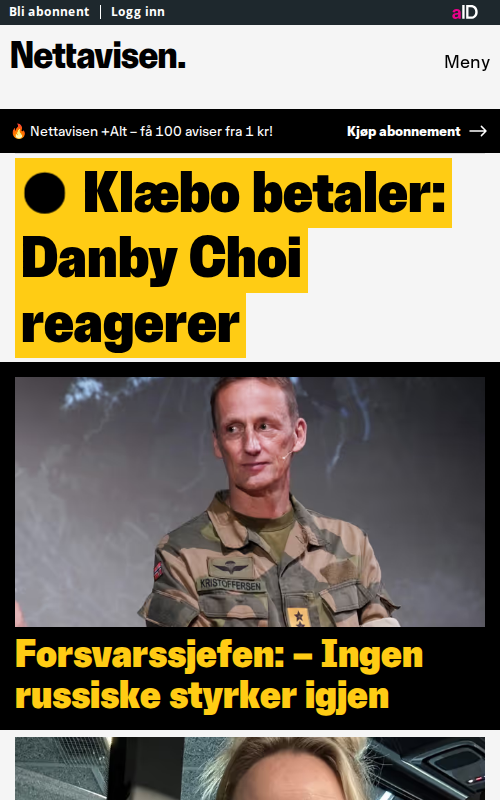 Bli abonnent
Logg inn
aID
Nettavisen.
Meny
Nettavisen +Alt – få 100 aviser fra 1 kr!
Kjøp abonnement
Klæbo betaler:
Danby Choi
reagerer
KRISTOFFERSEN
Forsvarssjefen: – Ingen
russiske styrker igjen